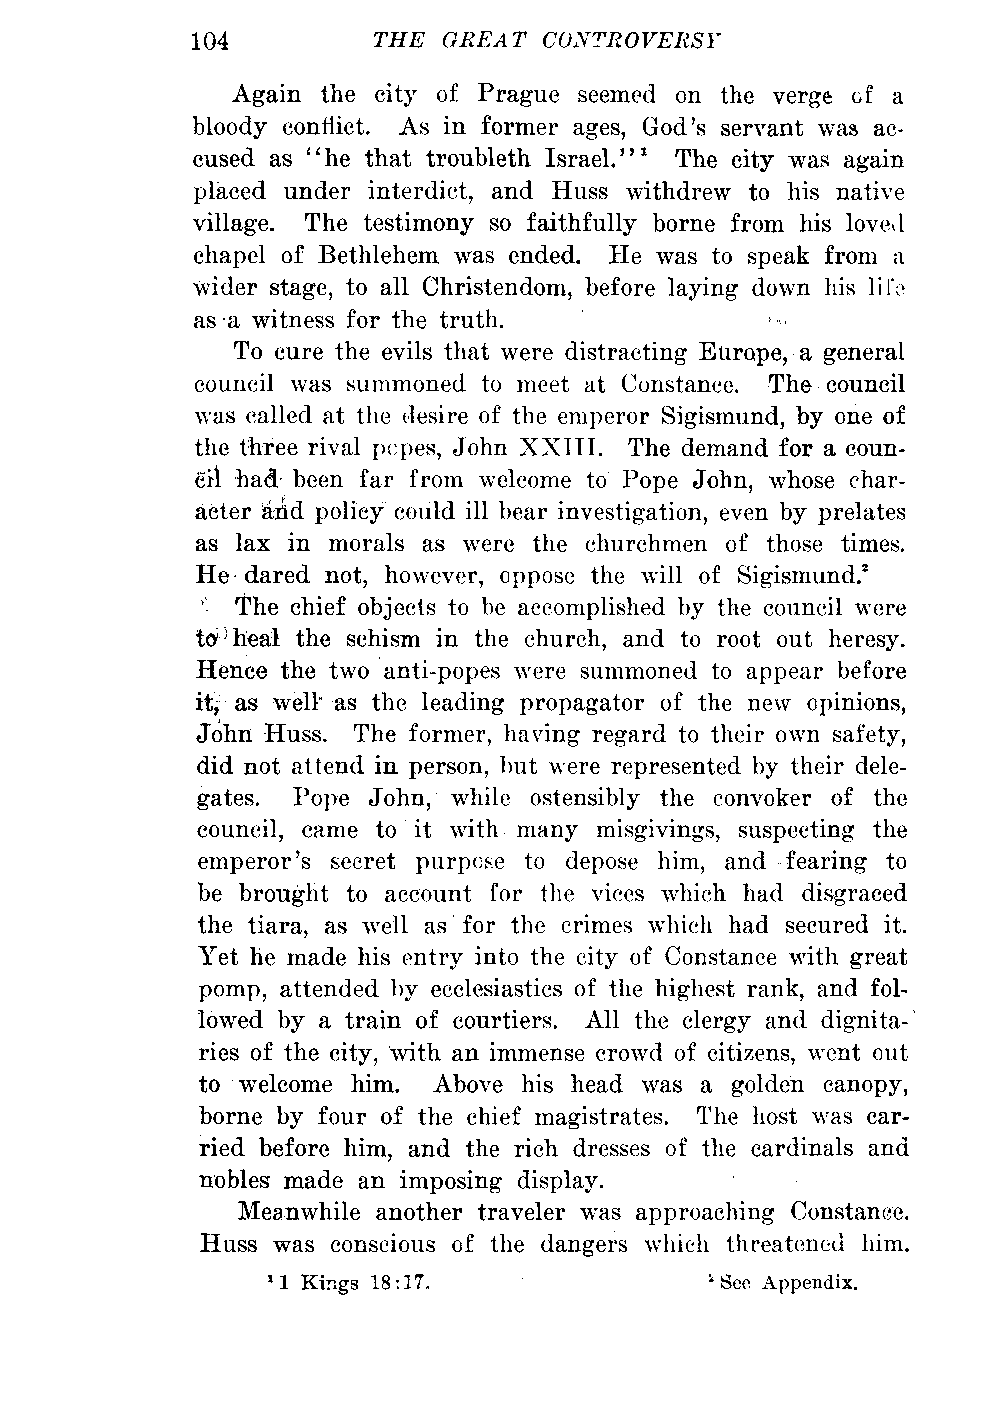 104 THE GREAT CONTROVERSY
Again the city of Prague seemed on the verge of a
bloody conflict. As in former ages, God's servant was ac-
cused as "he that troubleth Israel."¹ The city was again
placed under interdict, and Huss withdrew to his native
village. The testimony so faithfully borne from his loved
chapel of Bethlehem was ended. He was to speak from a
wider stage, to all Christendom, before laying down his life
as a witness for the truth.
To cure the evils that were distracting Europe, a general
council was summoned to meet at Constance. The council
was called at the desire of the emperor Sigismund, by one of
the three rival popes, John XXIII. The demand for a coun-
cil had been far from welcome to Pope John, whose char-
acter and policy could ill bear investigation, even by prelates
as lax in morals as were the churchmen of those times.
He dared not, however, oppose the will of Sigismund.²
The chief objects to be accomplished by the council were
to heal the schism in the church, and to root out heresy.
Hence the two anti-popes were summoned to appear before
it, as well as the leading propagator of the new opinions,
John Huss. The former, having regard to their own safety,
did not attend in person, but were represented by their dele-
gates. Pope John, while ostensibly the convoker of the
council, came to it with many misgivings, suspecting the
emperor's secret purpose to depose him, and fearing to
be brought to account for the vices which had disgraced
the tiara, as well as for the crimes which had secured it.
Yet he made his entry into the city of Constance with great
pomp, attended by ecclesiastics of the highest rank, and fol-
lowed by a train of courtiers. All the clergy and dignita-
ries of the city, with an immense crowd of citizens, went out
to welcome him. Above his head was a golden canopy,
borne by four of the chief magistrates. The host was car-
ried before him, and the rich dresses of the cardinals and
nobles made an imposing display.
Meanwhile another traveler was approaching Constance.
Huss was conscious of the dangers which threatened him.
¹ 1 Kings 18:17. ² See Appendix.